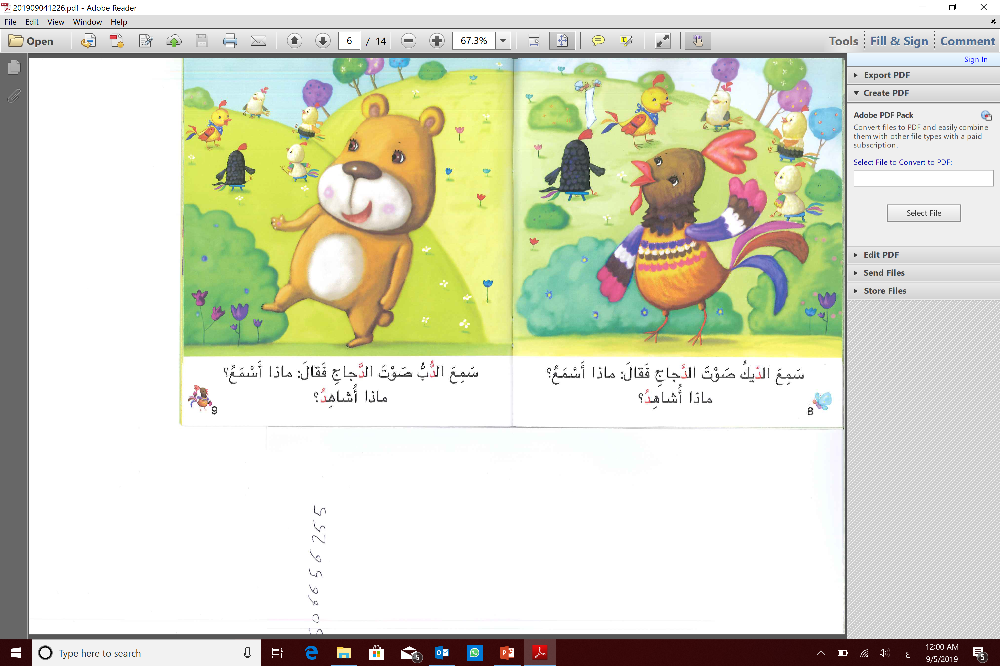 201909041226.pdf - Adobe Reader
File Edit View Window Help
Open 6 / 14 67.3% Tools Fill & Sign Comment
Sign In
Export PDF
Create PDF
Adobe PDF Pack
Convert files to PDF and easily combine
them with other file types with a paid
subscription.
Select File to Convert to PDF:
Select File
Edit PDF
Send Files
Store Files
سَمِعَ الدّيكُ صَوْتَ الدَّجاجِ فَقالَ: ماذا أَسْمَعُ؟
ماذا أُشاهِدُ؟
8
سَمِعَ الدُّبُّ صَوْتَ الدَّجاجِ فَقالَ: ماذا أَسْمَعُ؟
ماذا أُشاهِدُ؟
9
066 5 6 255
Type here to search
5
ع
12:00 AM
9/5/2019
5